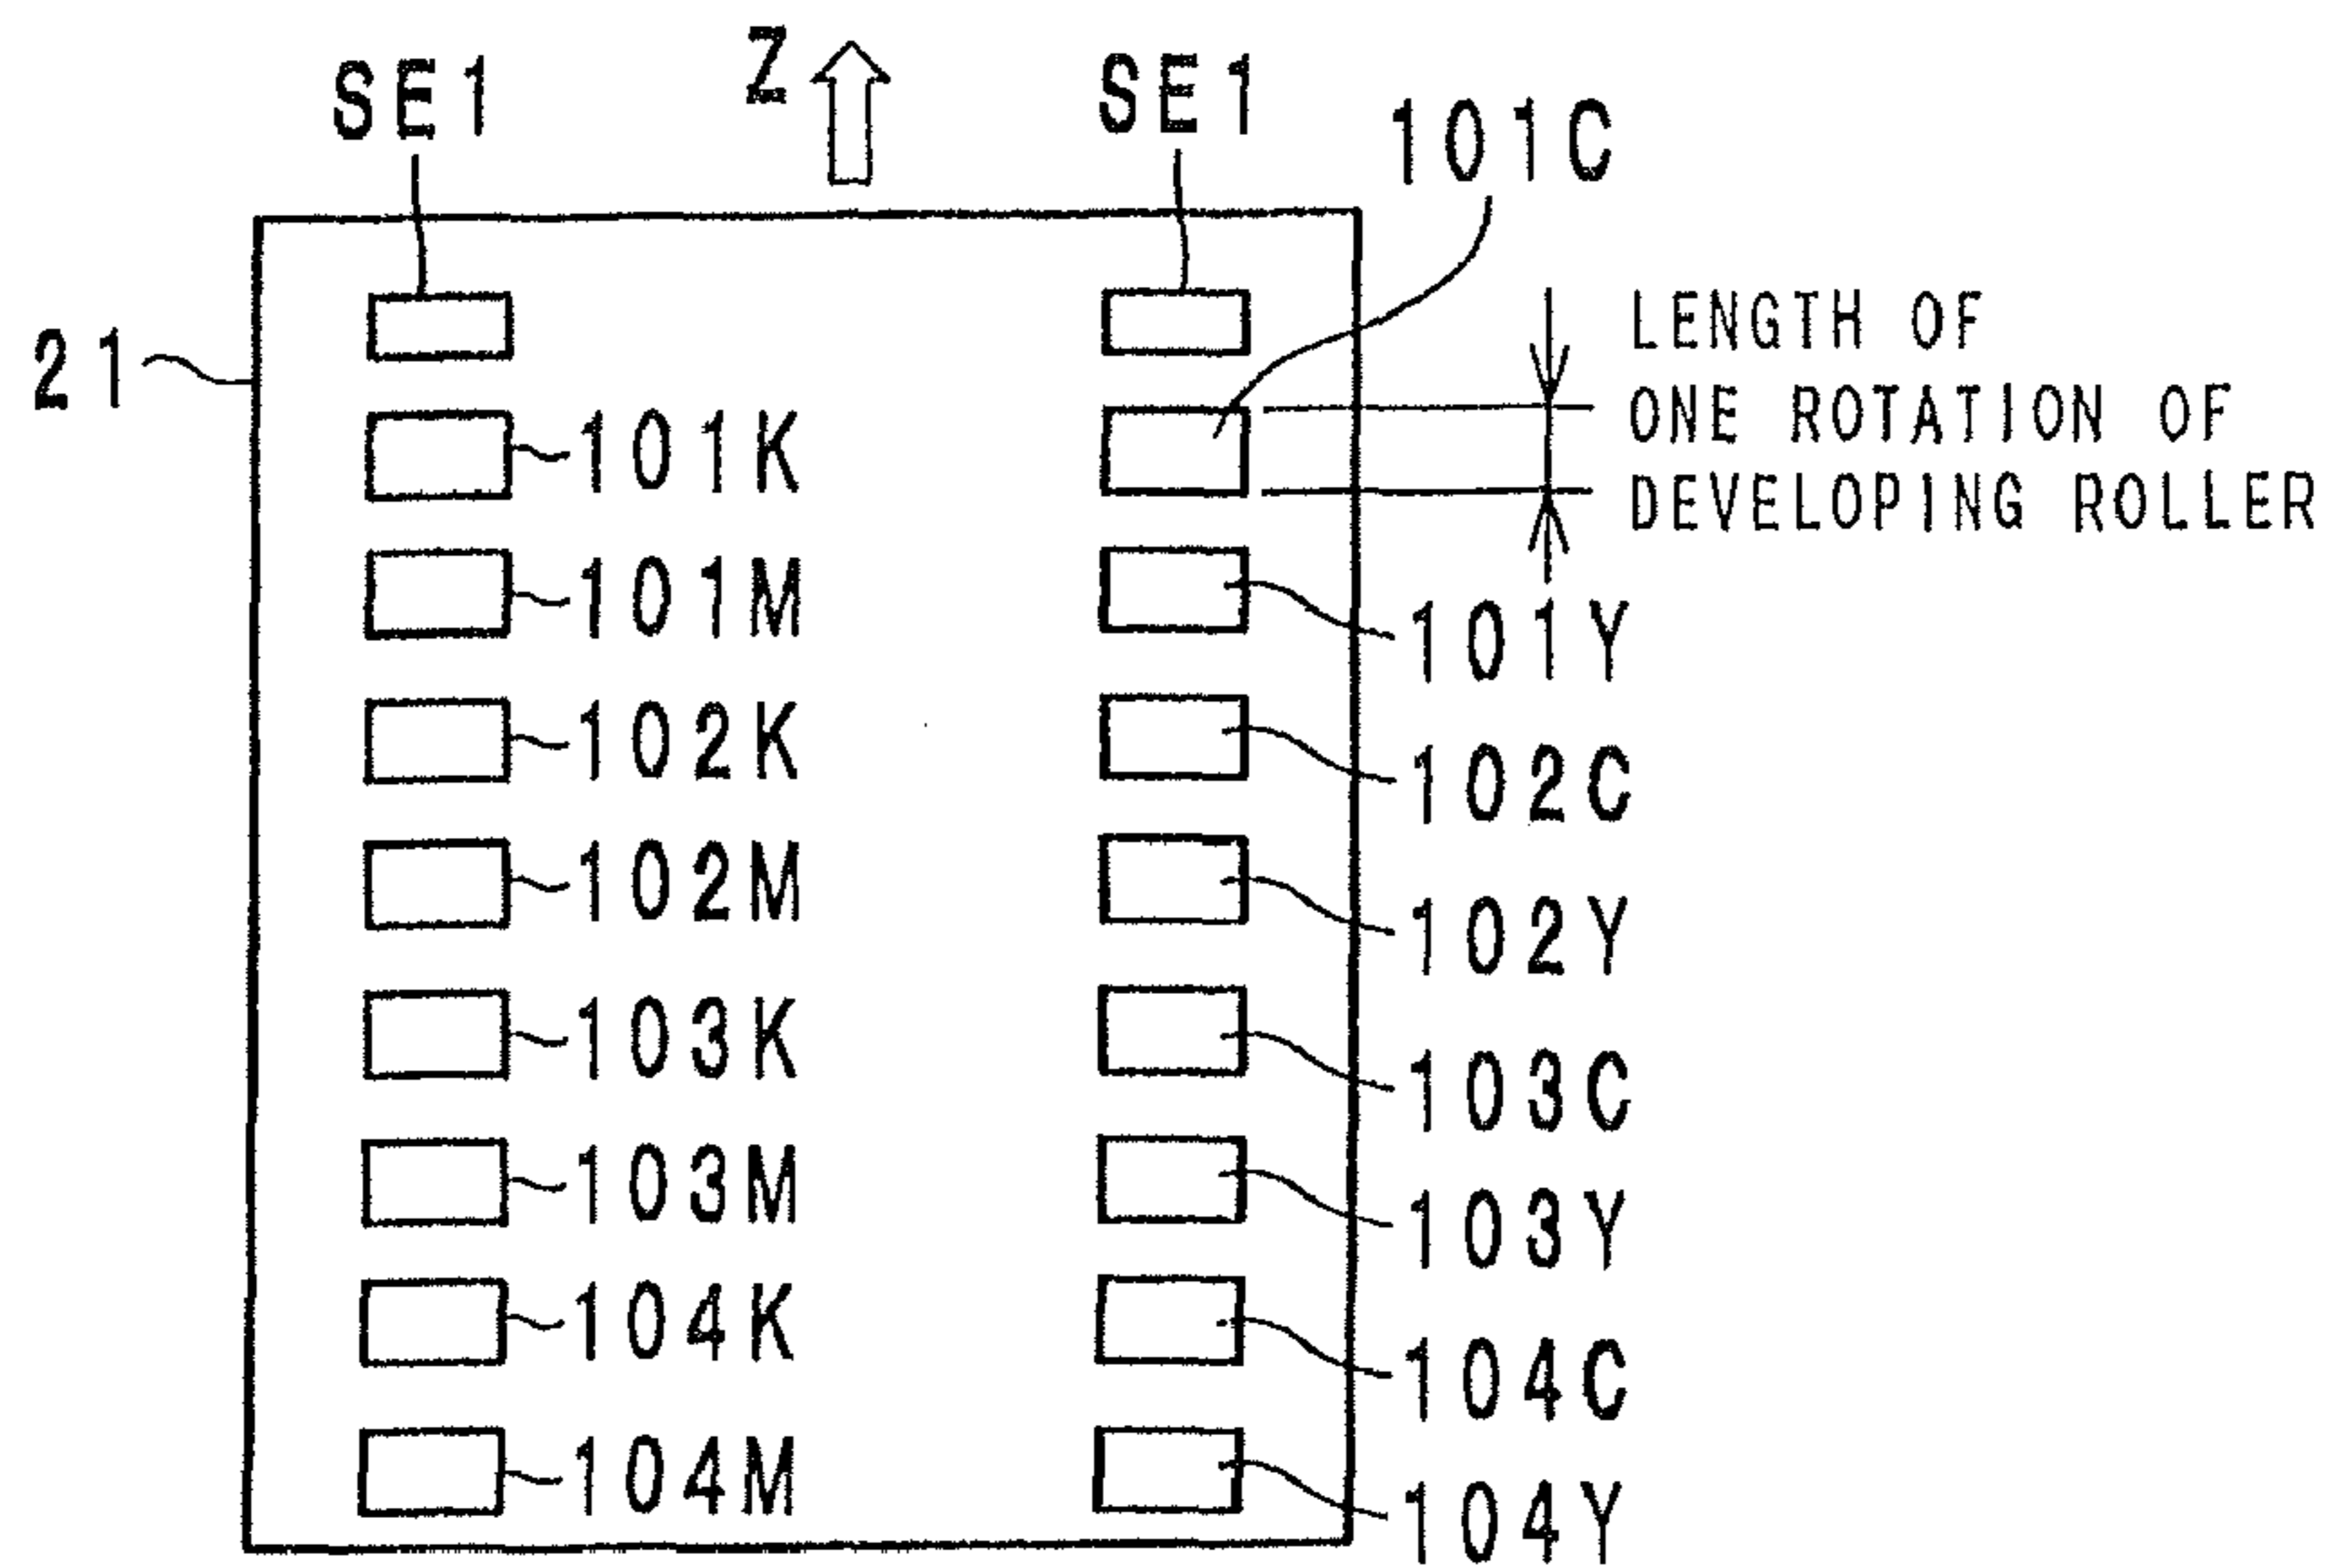 Z
SE1 SE1
101C
21
LENGTH OF
ONE ROTATION OF
DEVELOPING ROLLER
101K
101M
101Y
102K
102C
102M
102Y
103K
103C
103M
103Y
104K
104C
104M
104Y